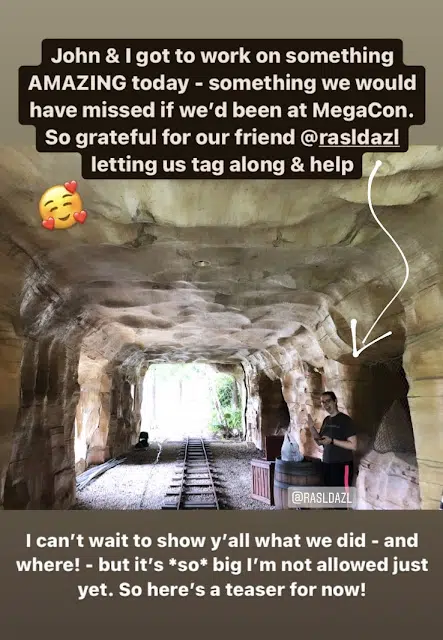 John & I got to work on something
AMAZING today - something we would
have missed if we'd been at MegaCon.
So grateful for our friend @rasldazl
letting us tag along & help
@RASLDAZL
I can't wait to show y'all what we did - and
where! - but it's *so* big I'm not allowed just
yet. So here's a teaser for now!